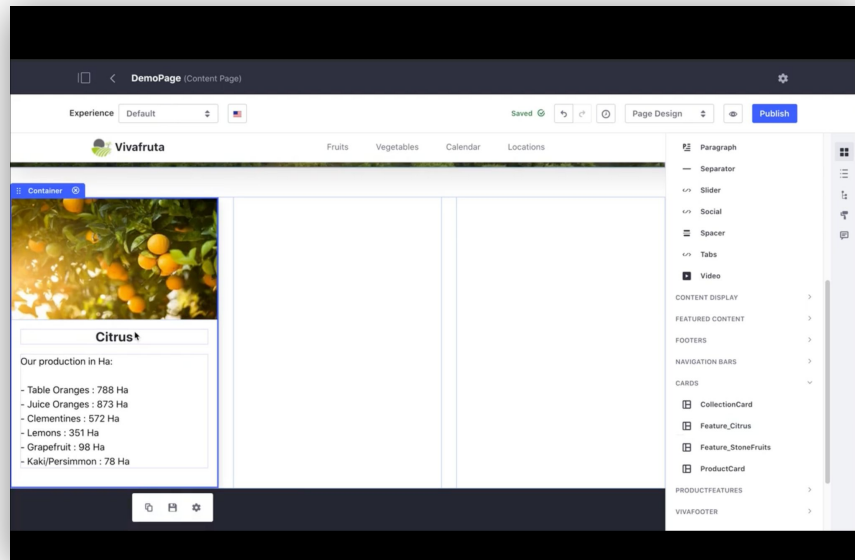 DemoPage (Content Page)
Experience Default
Saved
Page Design
Publish
Vivafruta
Fruits Vegetables Calendar Locations
Container
Citrus
Our production in Ha:
- Table Oranges : 788 Ha
- Juice Oranges : 873 Ha
- Clementines : 572 Ha
- Lemons : 351 Ha
- Grapefruit : 98 Ha
- Kaki/Persimmon : 78 Ha
Paragraph
Separator
Slider
Social
Spacer
Tabs
Video
CONTENT DISPLAY
FEATURED CONTENT
FOOTERS
NAVIGATION BARS
CARDS
CollectionCard
Feature_Citrus
Feature_StoneFruits
ProductCard
PRODUCTFEATURES
VIVAFOOTER